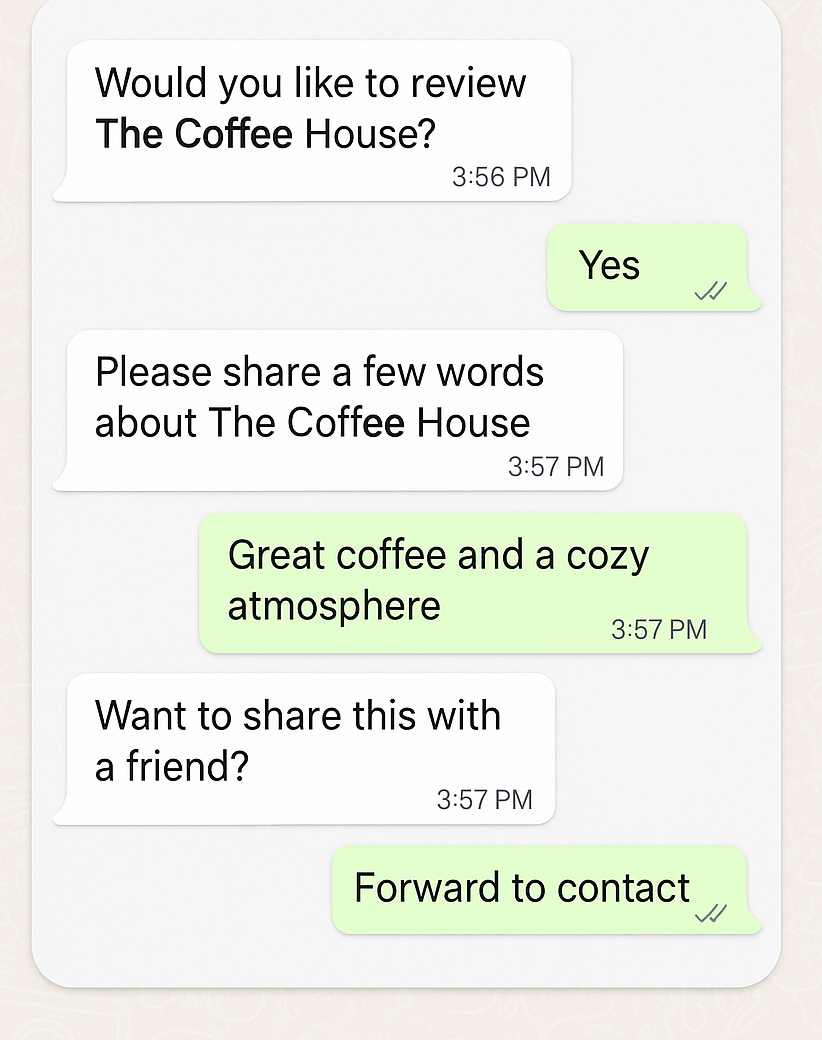 Would you like to review
The Coffee House?
3:56 PM
Yes
Please share a few words
about The Coffee House
3:57 PM
Great coffee and a cozy
atmosphere
3:57 PM
Want to share this with
a friend?
3:57 PM
Forward to contact